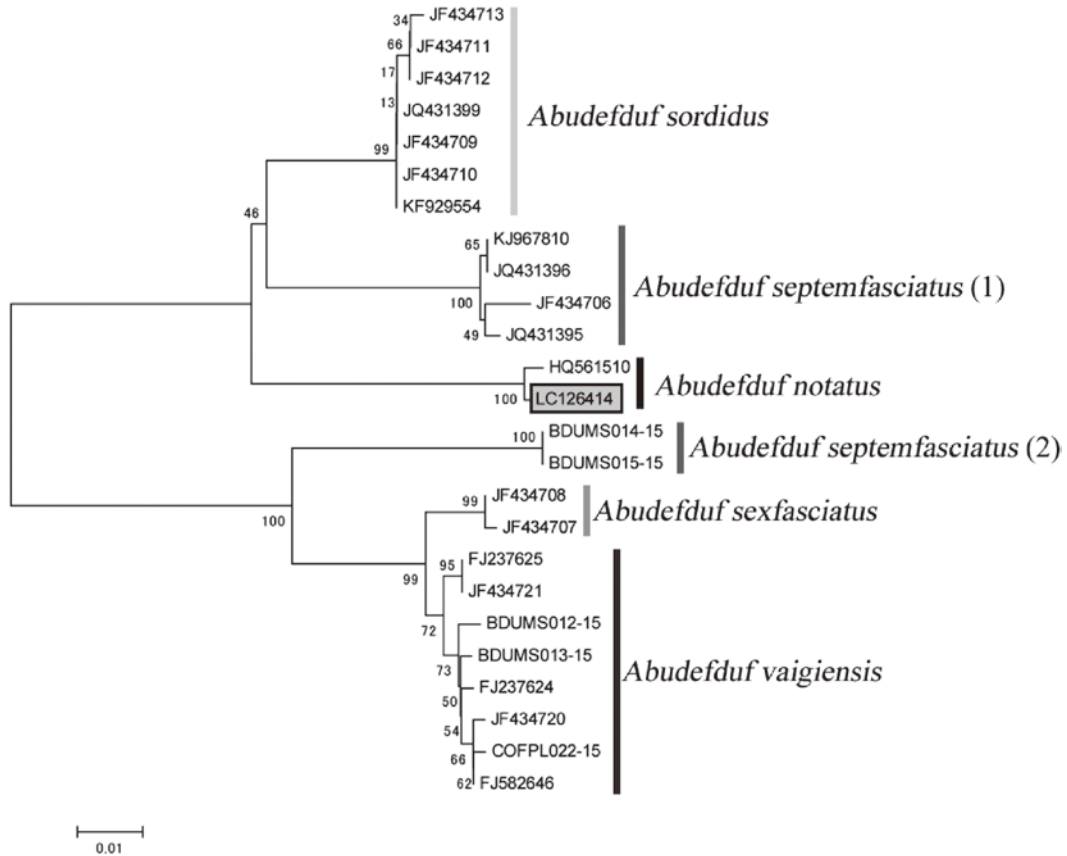 34
JF434713
66
JF434711
17
JF434712
13
JQ431399
JF434709
99
JF434710
KF929554
Abudefduf sordidus
46
65
KJ967810
JQ431396
100
JF434706
49
JQ431395
Abudefduf septemfasciatus (1)
HQ561510
100
LC126414
Abudefduf notatus
100
BDUMS014-15
BDUMS015-15
Abudefduf septemfasciatus (2)
100
99
JF434708
JF434707
Abudefduf sexfasciatus
99
95
FJ237625
JF434721
72
BDUMS012-15
73
BDUMS013-15
50
FJ237624
54
JF434720
66
COFPL022-15
62
FJ582646
Abudefduf vaigiensis
0.01